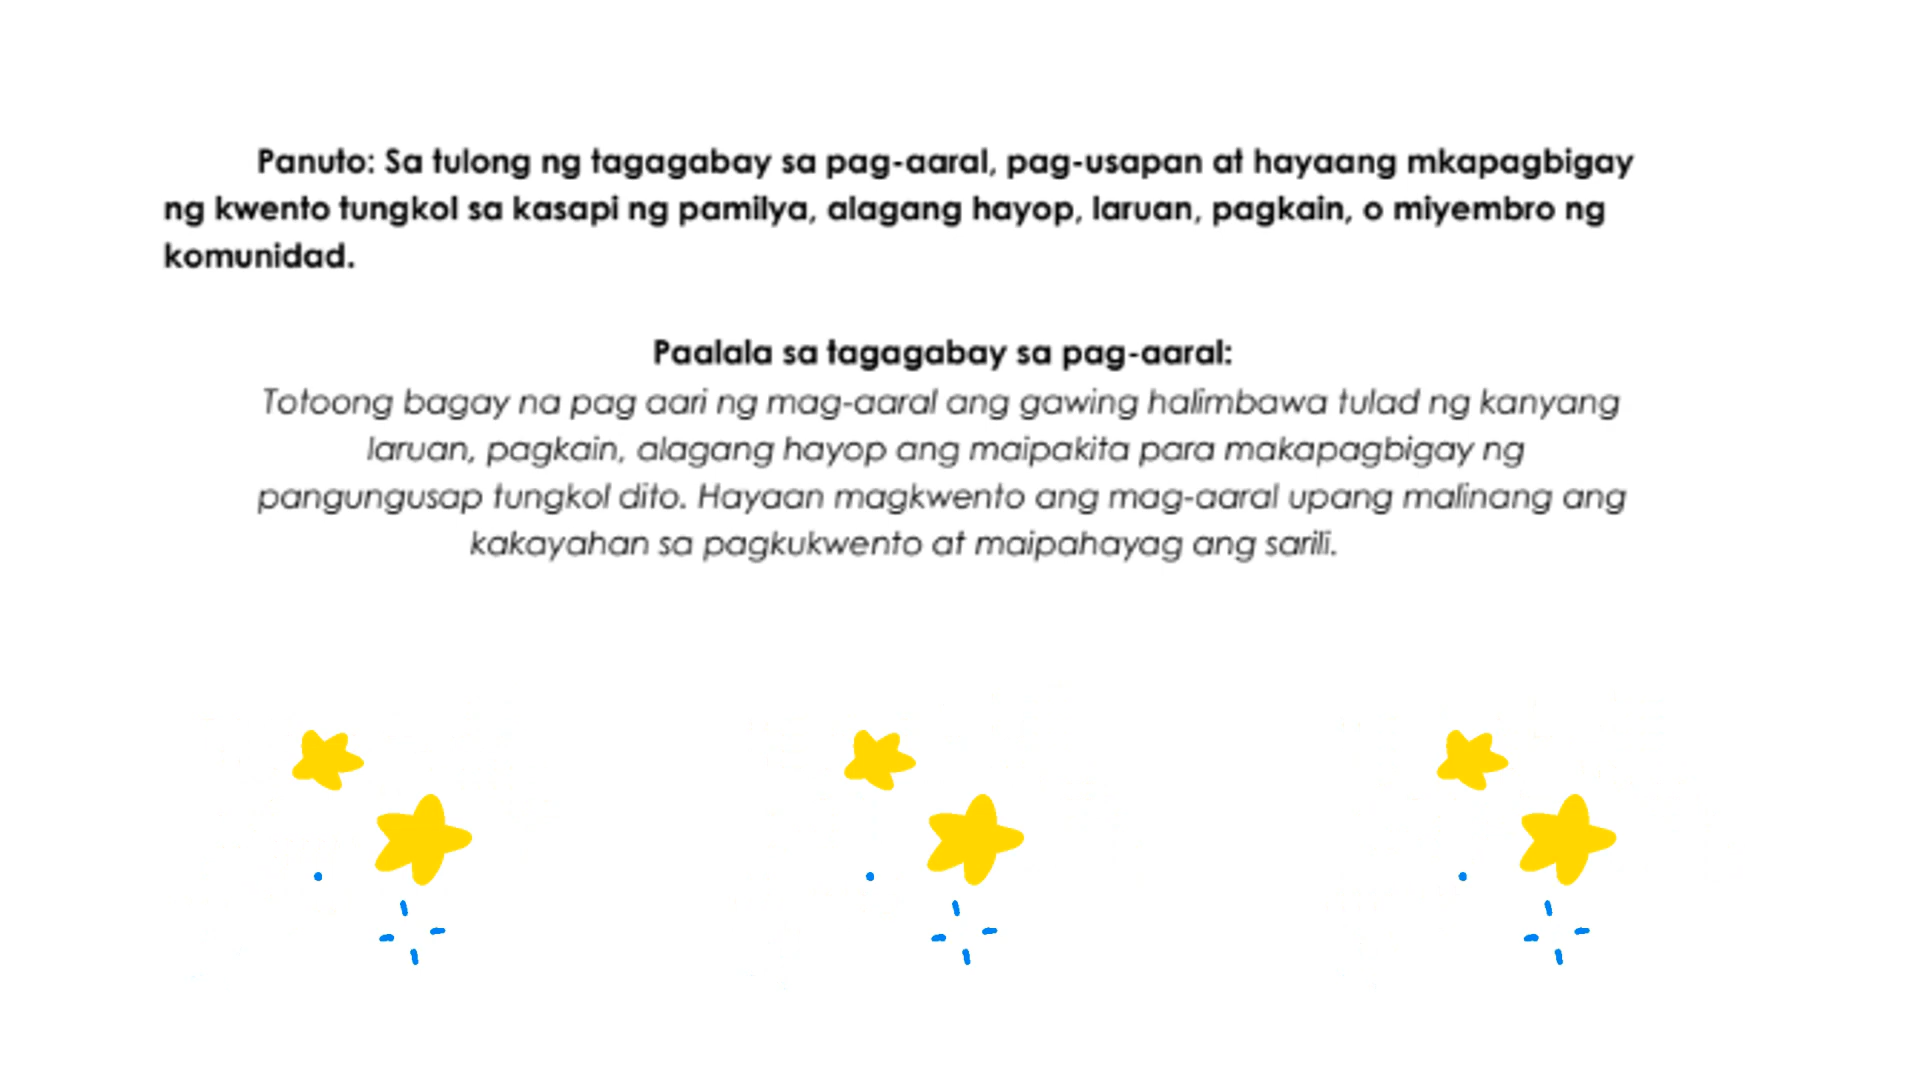 Panuto: Sa tulong ng tagagabay sa pag-aaral, pag-usapan at hayaang mkapagbigay
ng kwento tungkol sa kasapi ng pamilya, alagang hayop, laruan, pagkain, o miyembro ng
komunidad.
Paalala sa tagagabay sa pag-aaral:
Totoong bagay na pag aari ng mag-aaral ang gawing halimbawa tulad ng kanyang
laruan, pagkain, alagang hayop ang maipakita para makapagbigay ng
pangungusap tungkol dito. Hayaan magkwento ang mag-aaral upang malinang ang
kakayahan sa pagkukwento at maipahayag ang sarili.